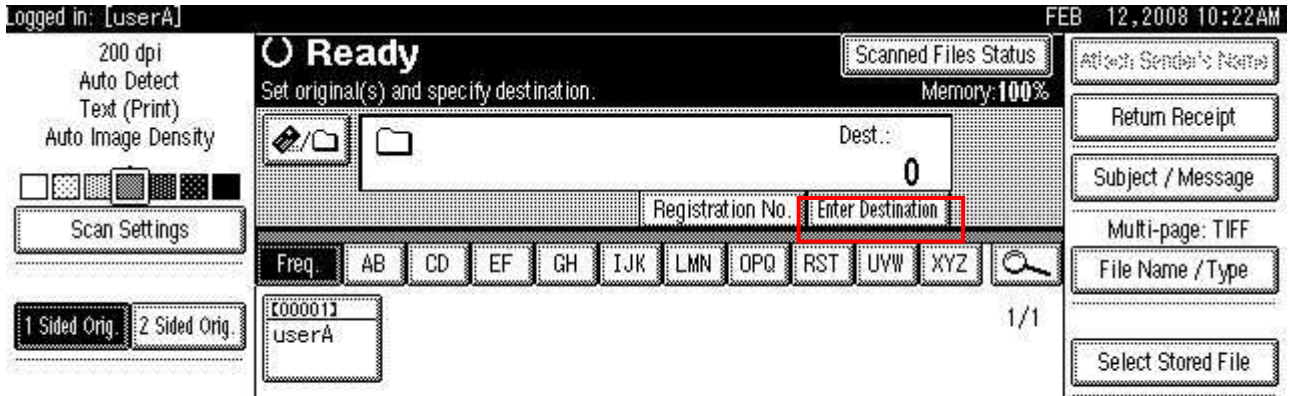 Logged in: [userA]
FEB 12,2008 10:22AM
200 dpi
Auto Detect
Text (Print)
Auto Image Density
Scan Settings
1 Sided Orig.
2 Sided Orig.
Ready
Scanned Files Status
Set original(s) and specify destination.
Memory:100%
Dest.:
0
Registration No.
Enter Destination
Freq.
AB
CD
EF
GH
IJK
LMN
OPQ
RST
UVW
XYZ
[00001]
userA
1/1
Attach Sender's Name
Return Receipt
Subject / Message
Multi-page: TIFF
File Name / Type
Select Stored File